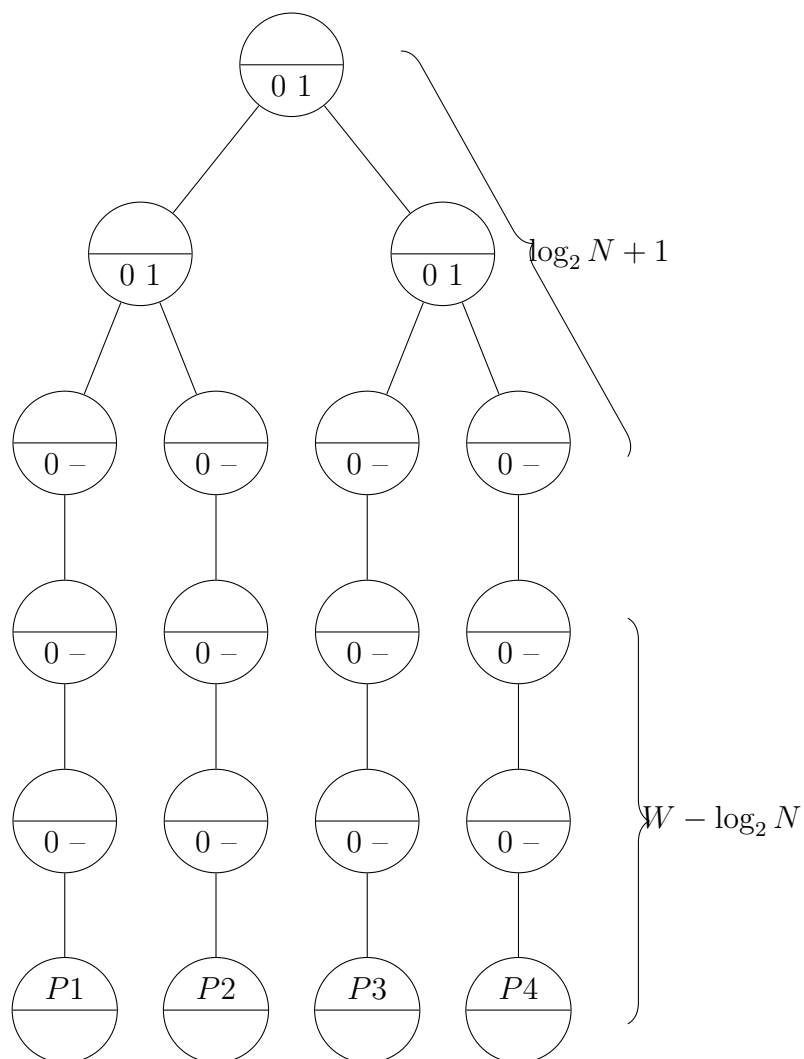 0 1
0 1 0 1
log₂ N + 1
0 – 0 – 0 – 0 –
0 – 0 – 0 – 0 –
0 – 0 – 0 – 0 –
W − log₂ N
P1 P2 P3 P4